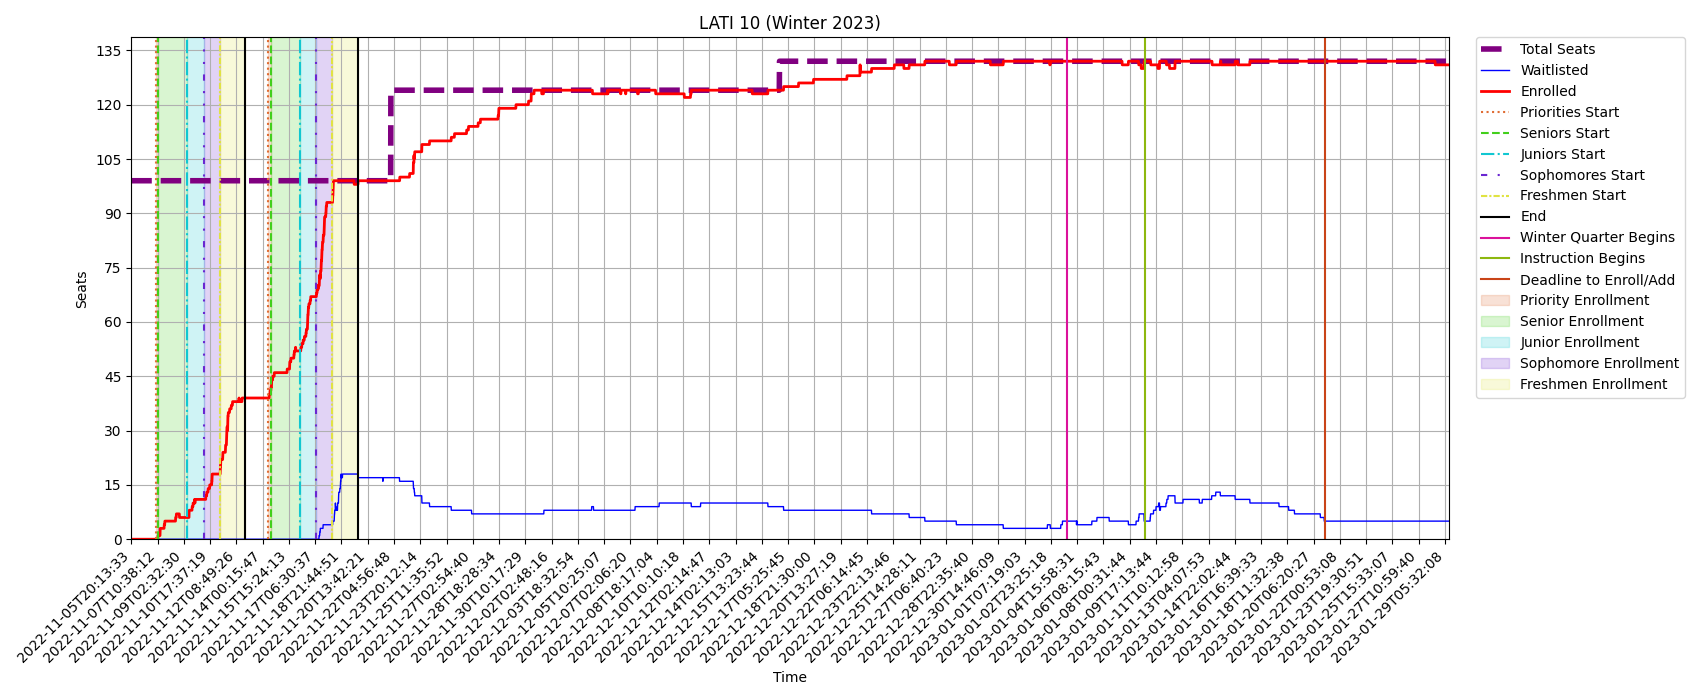 LATI 10 (Winter 2023)
135
120
105
90
75
60
45
30
15
0
Seats
2022-11-05T20:13:33
2022-11-07T10:38:12
2022-11-09T02:32:30
2022-11-10T17:37:19
2022-11-12T08:49:26
2022-11-14T00:15:47
2022-11-15T15:24:13
2022-11-17T06:30:37
2022-11-18T21:44:51
2022-11-20T13:42:21
2022-11-22T04:56:48
2022-11-23T20:12:14
2022-11-25T11:35:52
2022-11-27T02:54:40
2022-11-28T18:28:34
2022-11-30T10:17:29
2022-12-02T02:48:16
2022-12-03T18:32:54
2022-12-05T10:25:07
2022-12-07T02:06:20
2022-12-08T18:17:04
2022-12-10T10:10:18
2022-12-12T02:14:47
2022-12-14T02:13:03
2022-12-15T13:23:44
2022-12-17T05:25:45
2022-12-18T21:30:00
2022-12-20T13:27:19
2022-12-22T06:14:45
2022-12-23T22:13:46
2022-12-25T14:28:11
2022-12-27T06:40:23
2022-12-28T22:35:40
2022-12-30T14:46:09
2023-01-01T07:19:03
2023-01-02T23:25:18
2023-01-04T15:58:31
2023-01-06T08:15:43
2023-01-08T00:31:44
2023-01-09T17:13:44
2023-01-11T10:12:58
2023-01-13T04:07:53
2023-01-14T22:02:44
2023-01-16T16:39:33
2023-01-18T11:32:38
2023-01-20T06:20:27
2023-01-22T00:53:08
2023-01-23T19:30:51
2023-01-25T15:33:07
2023-01-27T10:59:40
2023-01-29T05:32:08
Time
Total Seats
Waitlisted
Enrolled
Priorities Start
Seniors Start
Juniors Start
Sophomores Start
Freshmen Start
End
Winter Quarter Begins
Instruction Begins
Deadline to Enroll/Add
Priority Enrollment
Senior Enrollment
Junior Enrollment
Sophomore Enrollment
Freshmen Enrollment